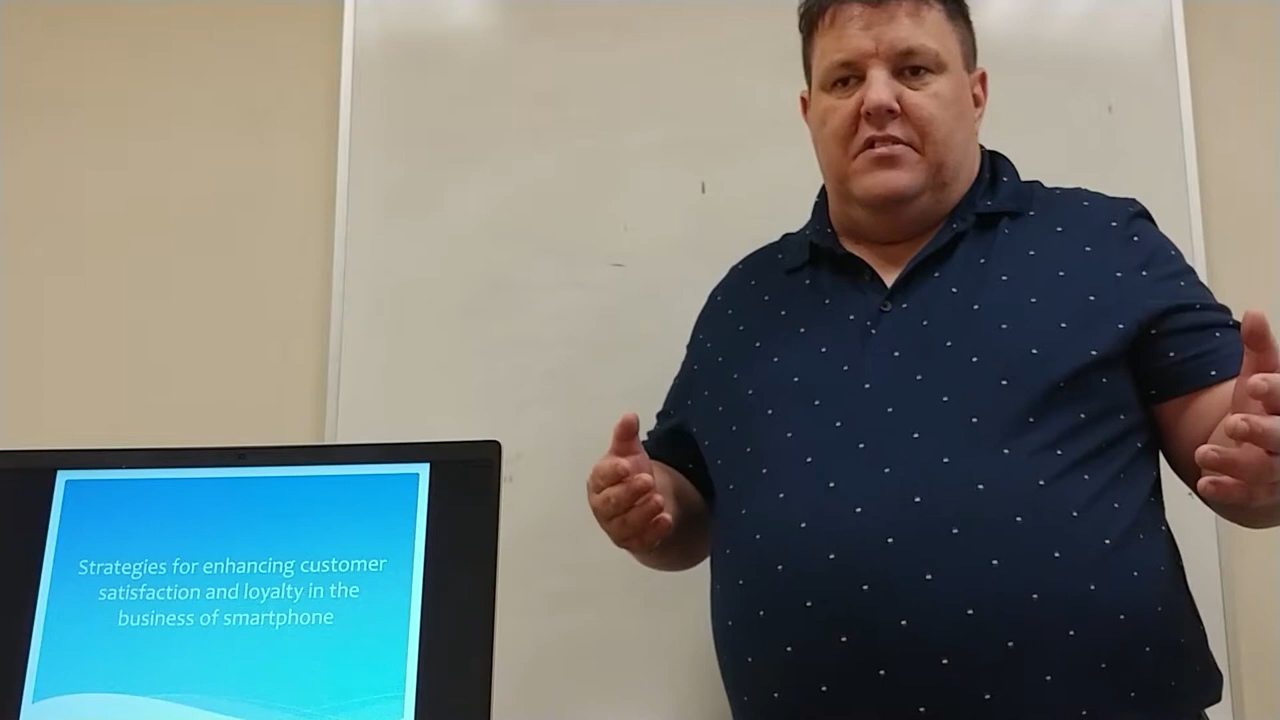 Strategies for enhancing customer
satisfaction and loyalty in the
business of smartphone